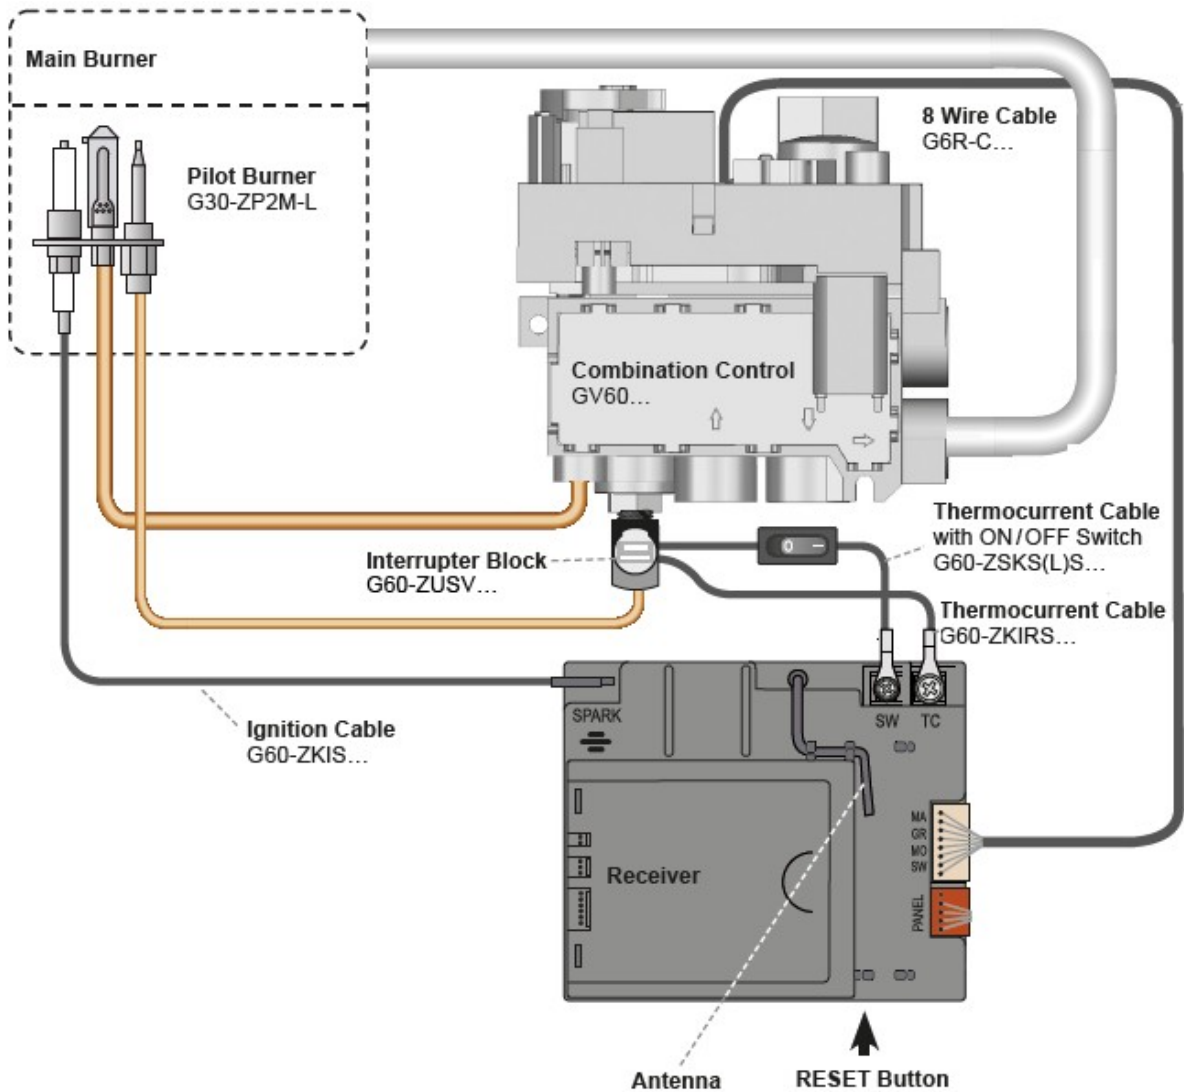 Main Burner
Pilot Burner
G30-ZP2M-L
8 Wire Cable
G6R-C...
Combination Control
GV60...
Interrupter Block
G60-ZUSV...
Thermocurrent Cable
with ON/OFF Switch
G60-ZSKS(L)S...
0 –
Thermocurrent Cable
G60-ZKIRS...
Ignition Cable
G60-ZKIS...
SPARK
SW TC
MA
GR
MO
SW
Receiver
PANEL
Antenna
RESET Button